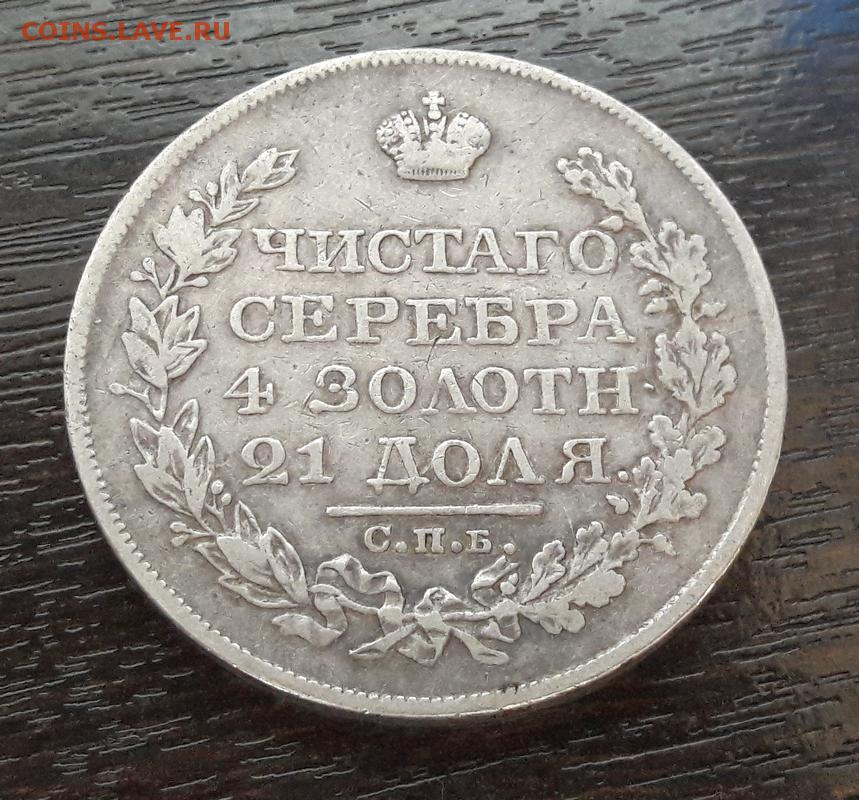 COINS.LAVE.RU
ЧИСТАГО
СЕРЕБРА
4 ЗОЛОТН
21 ДОЛЯ.
С.П.Б.